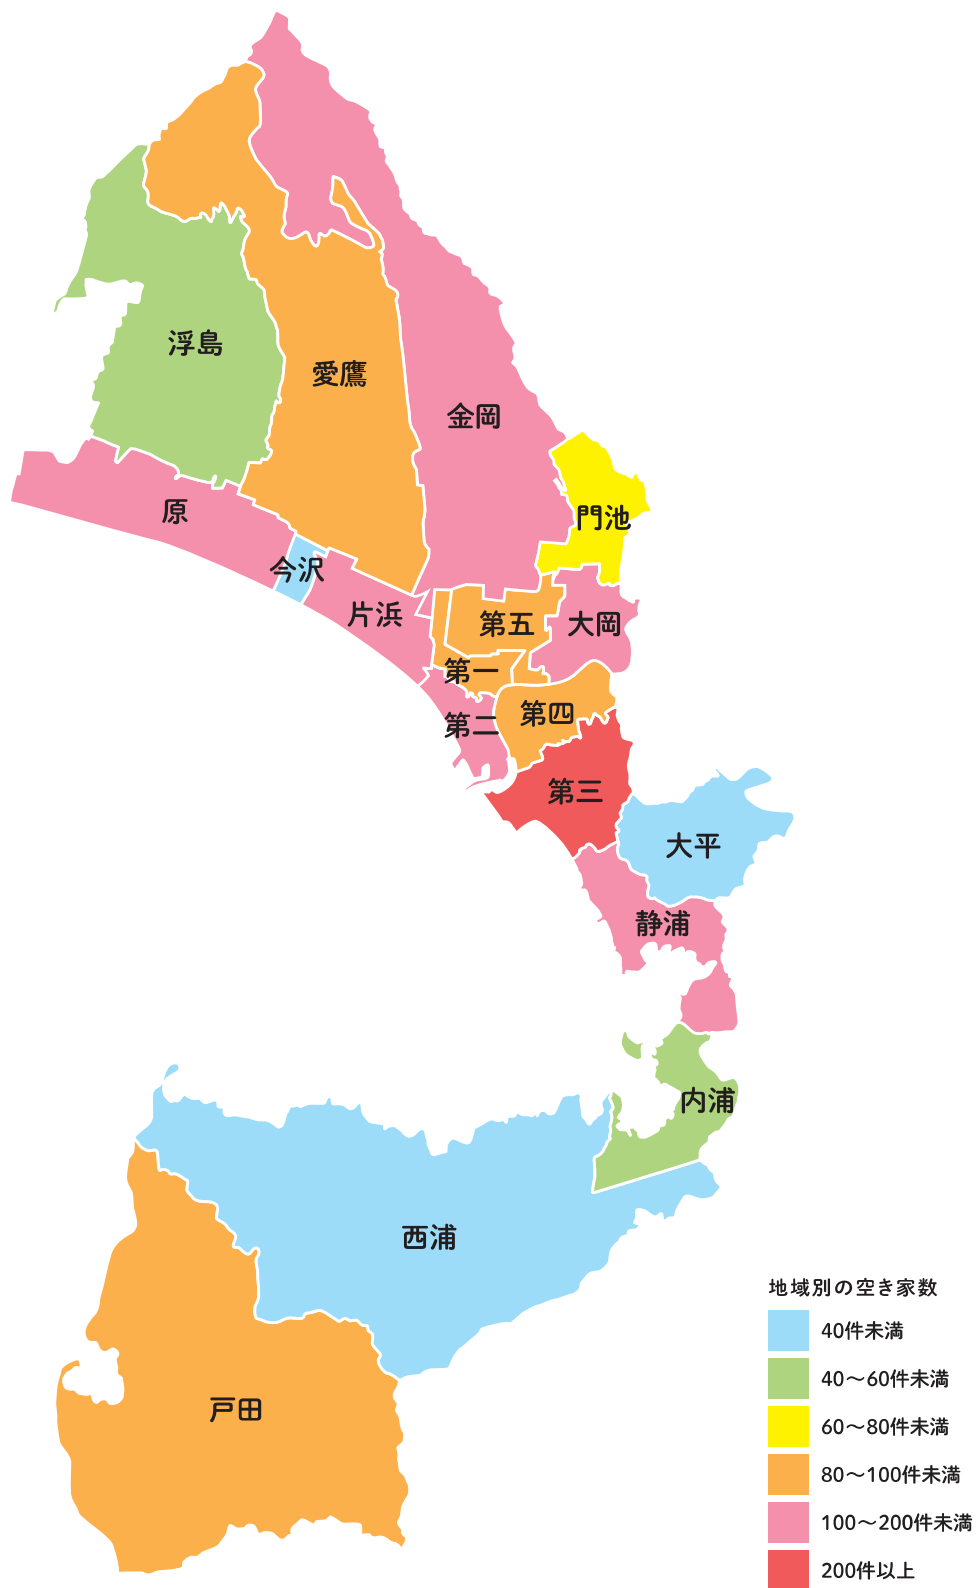 浮島
愛鷹
金岡
原
門池
今沢
片浜
第五
大岡
第一
第四
第二
第三
大平
静浦
内浦
西浦
戸田
地域別の空き家数
40件未満
40～60件未満
60～80件未満
80～100件未満
100～200件未満
200件以上